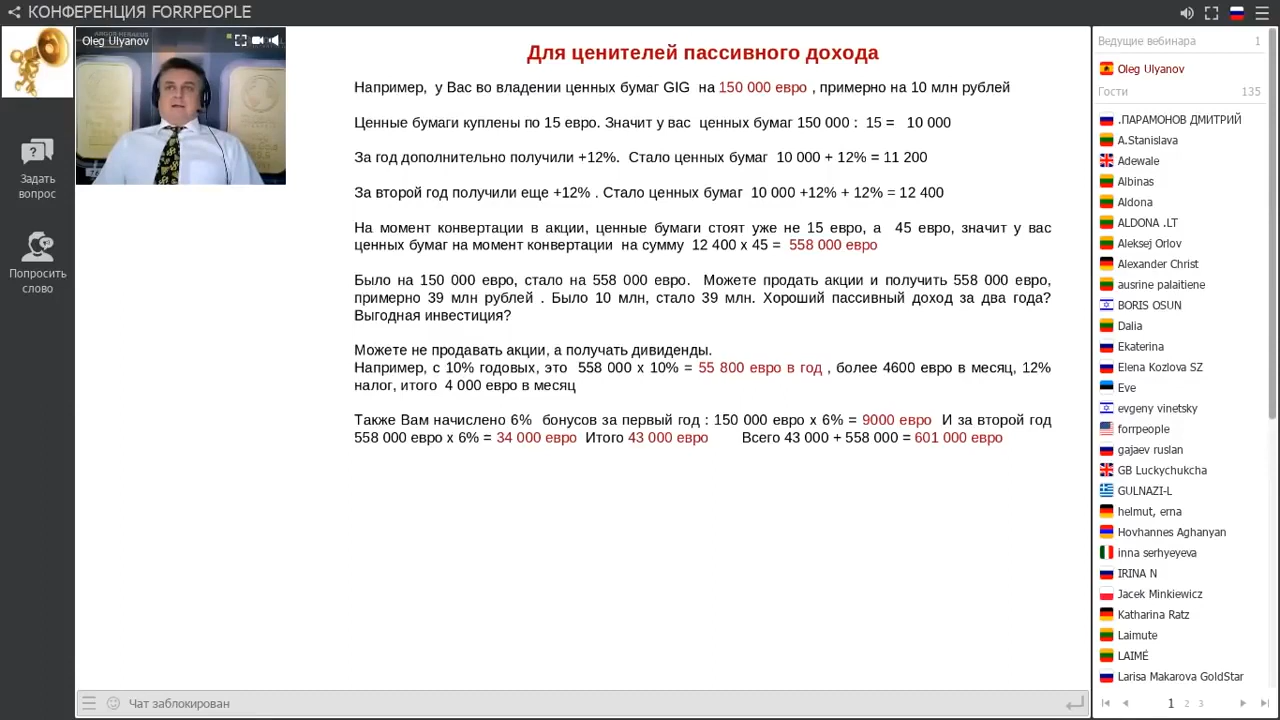 КОНФЕРЕНЦИЯ FORRPEOPLE
Oleg Ulyanov
Задать
вопрос
Попросить
слово
Для ценителей пассивного дохода
Например, у Вас во владении ценных бумаг GIG на 150 000 евро , примерно на 10 млн рублей
Ценные бумаги куплены по 15 евро. Значит у вас ценных бумаг 150 000 : 15 = 10 000
За год дополнительно получили +12%. Стало ценных бумаг 10 000 + 12% = 11 200
За второй год получили еще +12% . Стало ценных бумаг 10 000 +12% + 12% = 12 400
На момент конвертации в акции, ценные бумаги стоят уже не 15 евро, а 45 евро, значит у вас
ценных бумаг на момент конвертации на сумму 12 400 х 45 = 558 000 евро
Было на 150 000 евро, стало на 558 000 евро. Можете продать акции и получить 558 000 евро,
примерно 39 млн рублей . Было 10 млн, стало 39 млн. Хороший пассивный доход за два года?
Выгодная инвестиция?
Можете не продавать акции, а получать дивиденды.
Например, с 10% годовых, это 558 000 х 10% = 55 800 евро в год , более 4600 евро в месяц, 12%
налог, итого 4 000 евро в месяц
Также Вам начислено 6% бонусов за первый год : 150 000 евро х 6% = 9000 евро И за второй год
558 000 евро х 6% = 34 000 евро Итого 43 000 евро Всего 43 000 + 558 000 = 601 000 евро
Чат заблокирован
Ведущие вебинара 1
Oleg Ulyanov
Гости 135
.ПАРАМОНОВ ДМИТРИЙ
A.Stanislava
Adewale
Albinas
Aldona
ALDONA .LT
Aleksej Orlov
Alexander Christ
ausrine palaitiene
BORIS OSUN
Dalia
Ekaterina
Elena Kozlova SZ
Eve
evgeny vinetsky
forrpeople
gajaev ruslan
GB Luckychukcha
GULNAZI-L
helmut, erna
Hovhannes Aghanyan
inna serhyeyeva
IRINA N
Jacek Minkiewicz
Katharina Ratz
Laimute
LAIMĖ
Larisa Makarova GoldStar
1 2 3